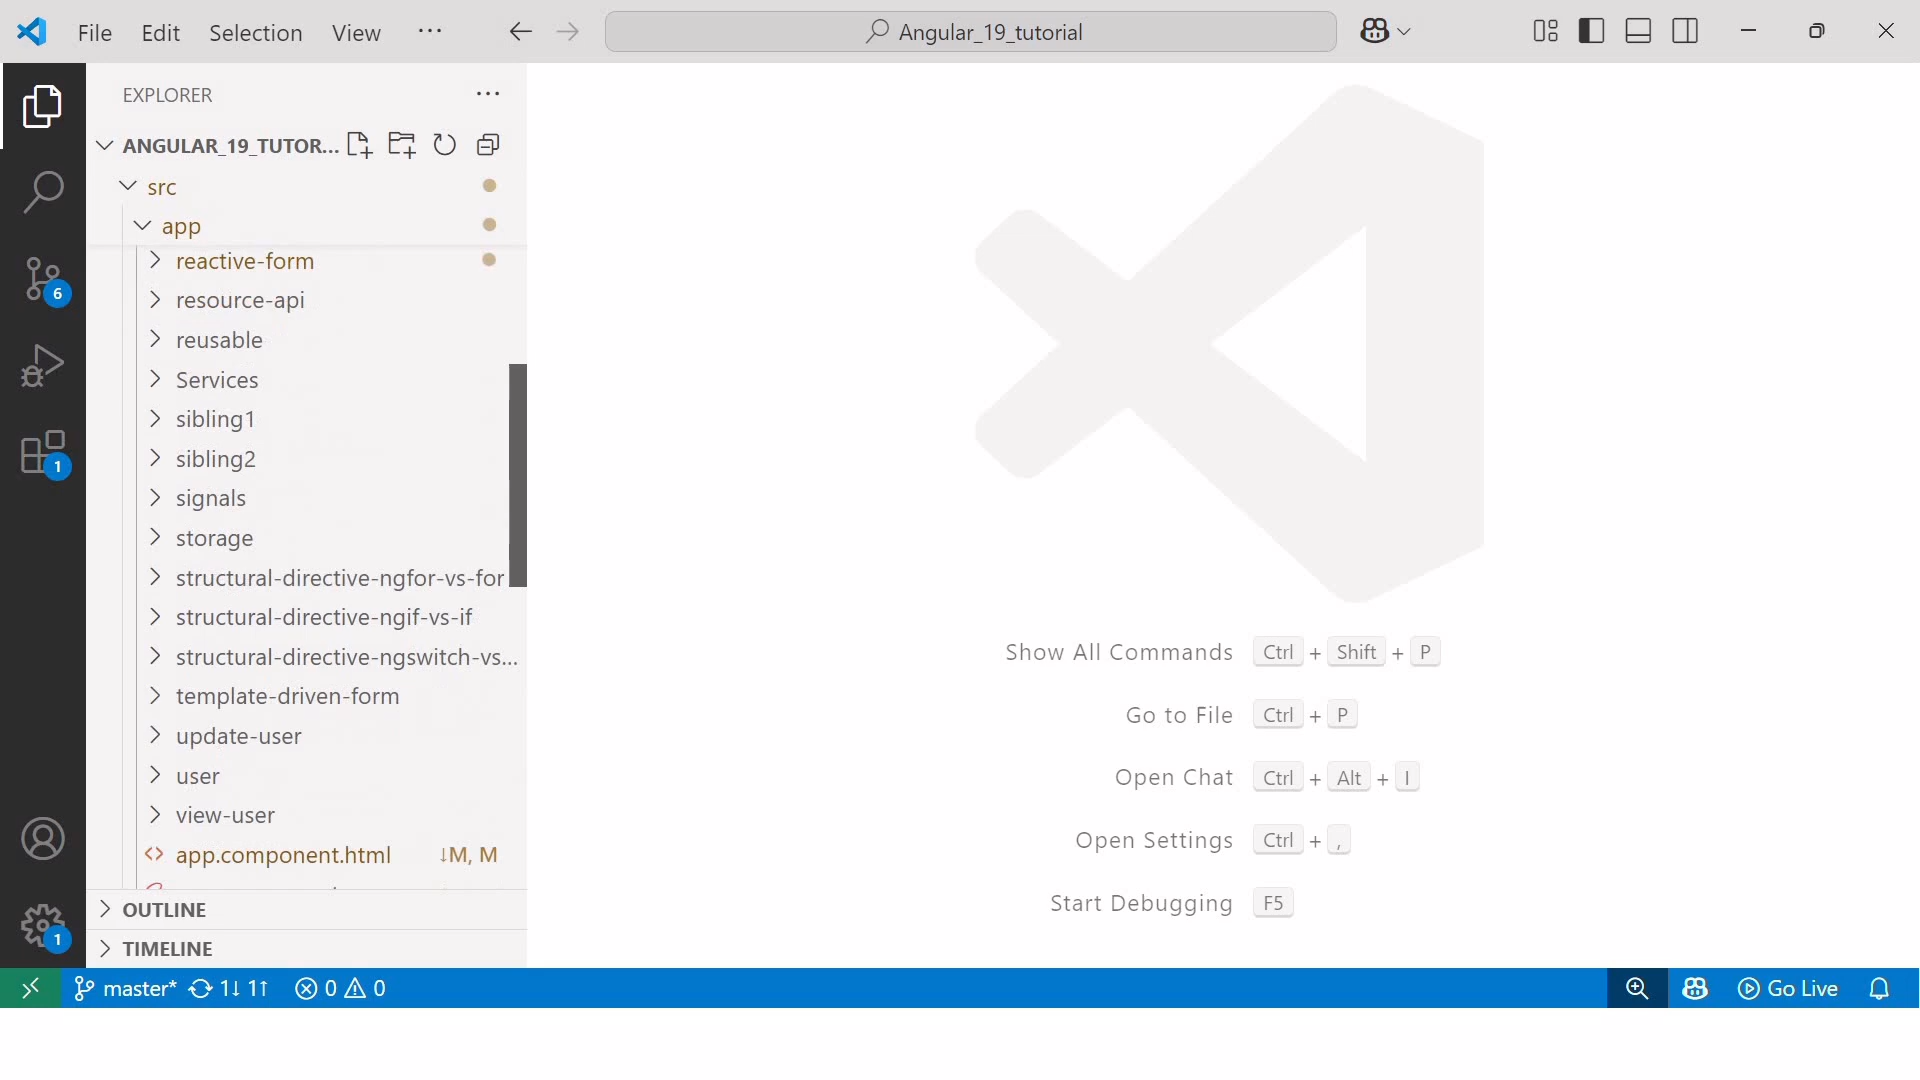 File Edit Selection View ··· Angular_19_tutorial
EXPLORER ···
ANGULAR_19_TUTOR...
src
app
reactive-form
resource-api
reusable
Services
sibling1
sibling2
signals
storage
structural-directive-ngfor-vs-for
structural-directive-ngif-vs-if
structural-directive-ngswitch-vs...
template-driven-form
update-user
user
view-user
app.component.html ↓M, M
OUTLINE
TIMELINE
6
1
1
Show All Commands Ctrl + Shift + P
Go to File Ctrl + P
Open Chat Ctrl + Alt + I
Open Settings Ctrl + ,
Start Debugging F5
master* 1↓ 1↑ 0 0 Go Live